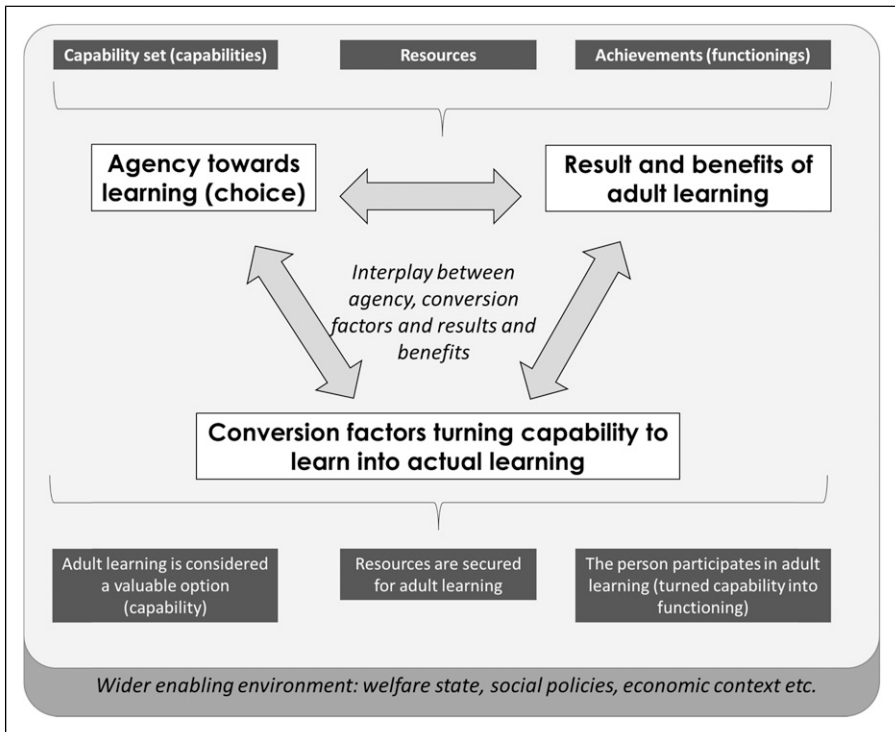 Capability set (capabilities)
Resources
Achievements (functionings)
Agency towards
learning (choice)
Result and benefits of
adult learning
Interplay between
agency, conversion
factors and results and
benefits
Conversion factors turning capability to
learn into actual learning
Adult learning is considered
a valuable option
(capability)
Resources are secured
for adult learning
The person participates in adult
learning (turned capability into
functioning)
Wider enabling environment: welfare state, social policies, economic context etc.